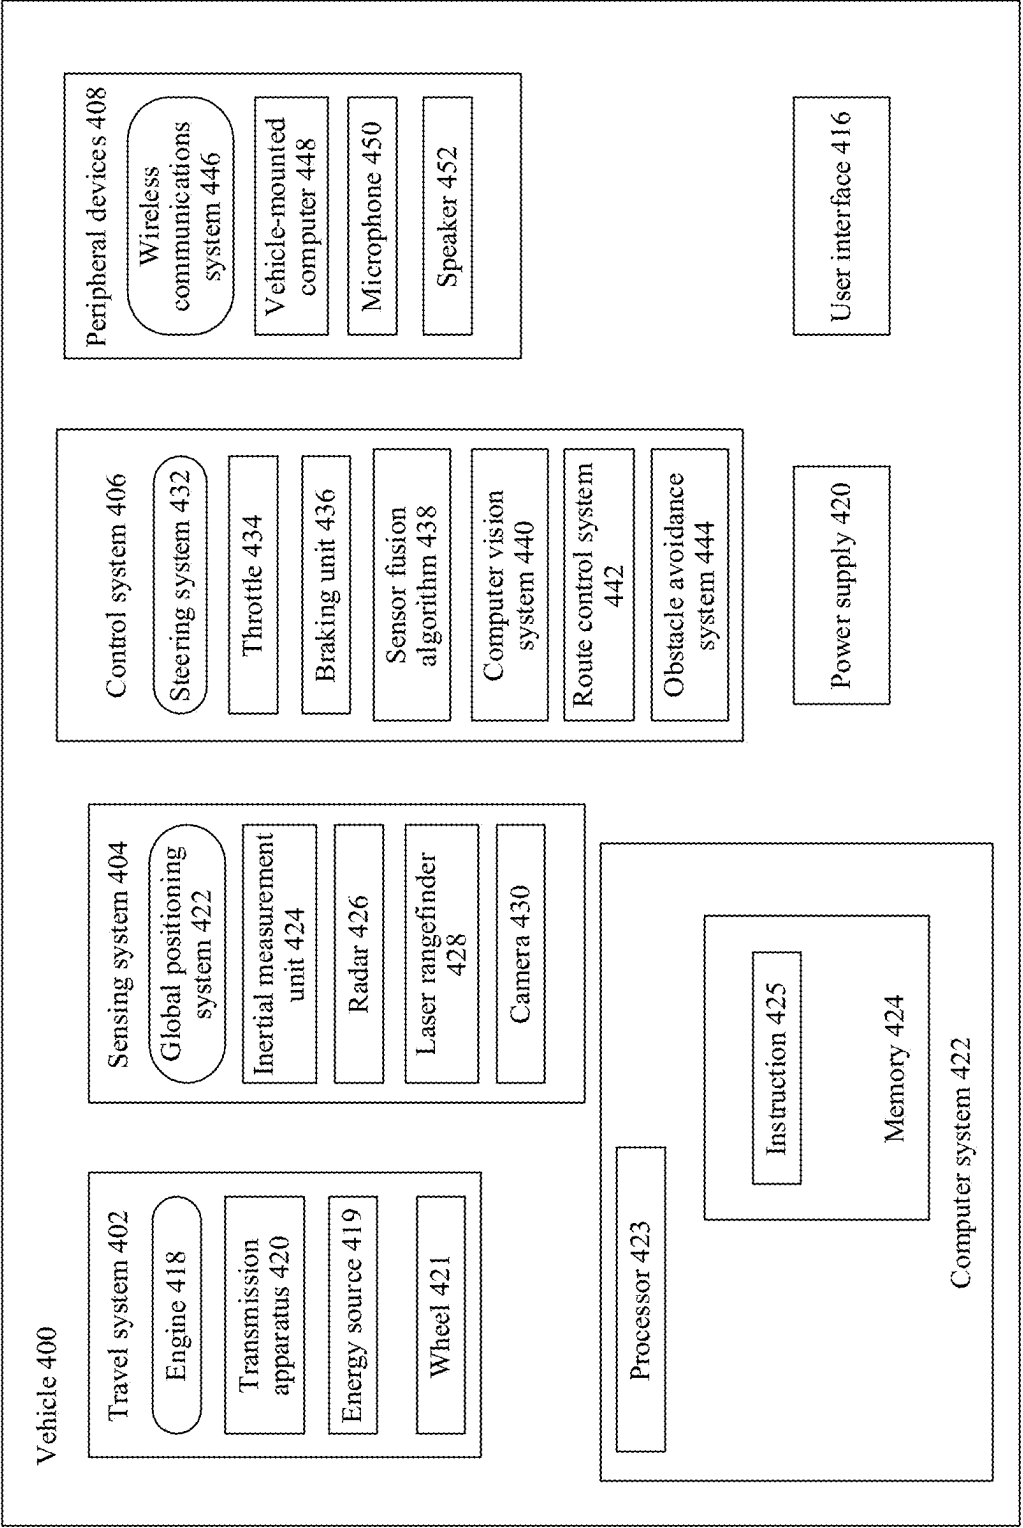 Vehicle 400
Travel system 402
Engine 418
Transmission
apparatus 420
Energy source 419
Wheel 421
Sensing system 404
Global positioning
system 422
Inertial measurement
unit 424
Radar 426
Laser rangefinder
428
Camera 430
Control system 406
Steering system 432
Throttle 434
Braking unit 436
Sensor fusion
algorithm 438
Computer vision
system 440
Route control system
442
Obstacle avoidance
system 444
Peripheral devices 408
Wireless
communications
system 446
Vehicle-mounted
computer 448
Microphone 450
Speaker 452
Processor 423
Instruction 425
Memory 424
Computer system 422
Power supply 420
User interface 416